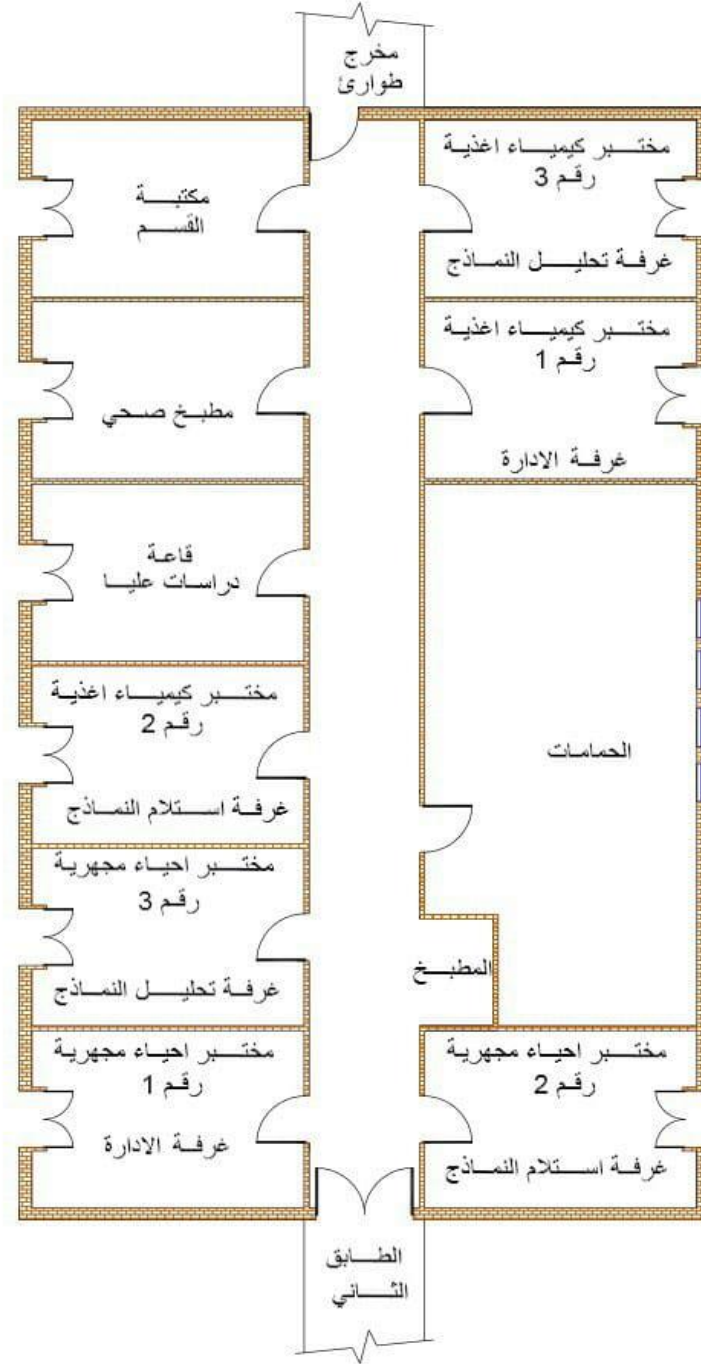 مخرج
طوارئ
مختبر كيمياء اغذية
رقم 3
غرفة تحليل النماذج
مكتبة
القسم
مختبر كيمياء اغذية
رقم 1
غرفة الادارة
مطبخ صحي
قاعة
دراسات عليا
مختبر كيمياء اغذية
رقم 2
غرفة استلام النماذج
الحمامات
مختبر احياء مجهرية
رقم 3
غرفة تحليل النماذج
المطبخ
مختبر احياء مجهرية
رقم 2
غرفة استلام النماذج
مختبر احياء مجهرية
رقم 1
غرفة الادارة
الطابق
الثاني